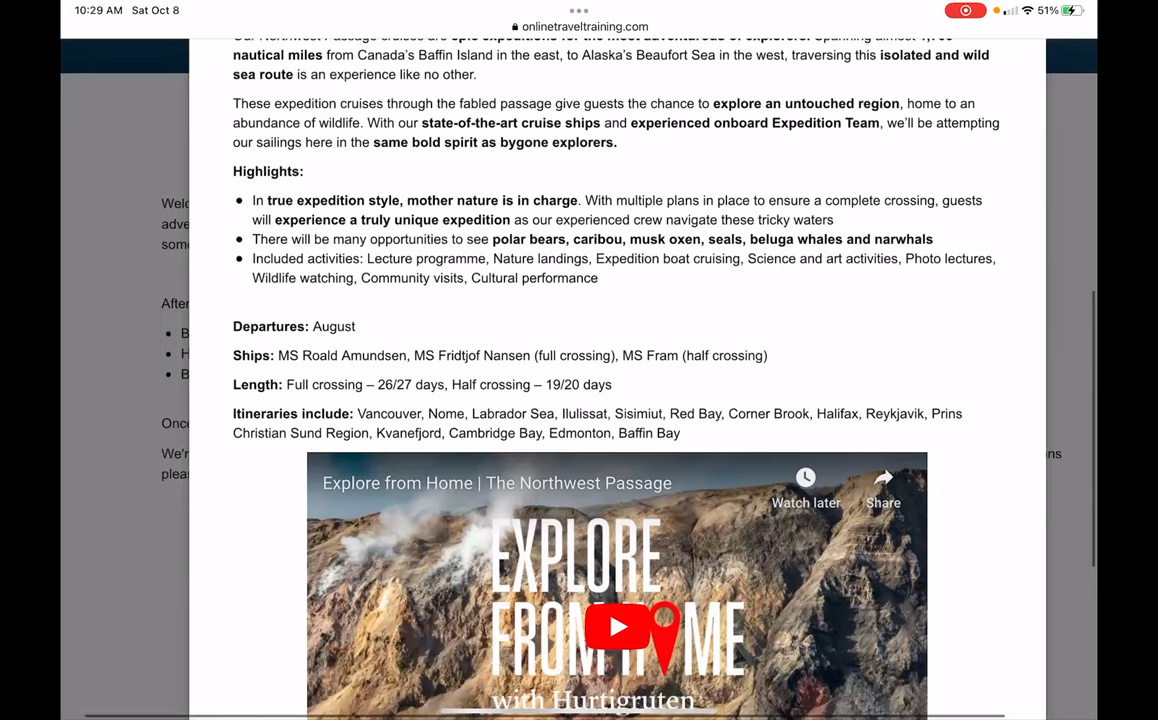 10:29 AM Sat Oct 8
51%
onlinetraveltraining.com
nautical miles from Canada's Baffin Island in the east, to Alaska's Beaufort Sea in the west, traversing this isolated and wild
sea route is an experience like no other.
These expedition cruises through the fabled passage give guests the chance to explore an untouched region, home to an
abundance of wildlife. With our state-of-the-art cruise ships and experienced onboard Expedition Team, we'll be attempting
our sailings here in the same bold spirit as bygone explorers.
Highlights:
• In true expedition style, mother nature is in charge. With multiple plans in place to ensure a complete crossing, guests
will experience a truly unique expedition as our experienced crew navigate these tricky waters
• There will be many opportunities to see polar bears, caribou, musk oxen, seals, beluga whales and narwhals
• Included activities: Lecture programme, Nature landings, Expedition boat cruising, Science and art activities, Photo lectures,
Wildlife watching, Community visits, Cultural performance
Departures: August
Ships: MS Roald Amundsen, MS Fridtjof Nansen (full crossing), MS Fram (half crossing)
Length: Full crossing – 26/27 days, Half crossing – 19/20 days
Itineraries include: Vancouver, Nome, Labrador Sea, Ilulissat, Sisimiut, Red Bay, Corner Brook, Halifax, Reykjavik, Prins
Christian Sund Region, Kvanefjord, Cambridge Bay, Edmonton, Baffin Bay
Explore from Home | The Northwest Passage
Watch later
Share
EXPLORE
FROM HOME
with Hurtigruten
Welc
adve
som
After
• B
• H
• B
Once
We're
pleas
ons